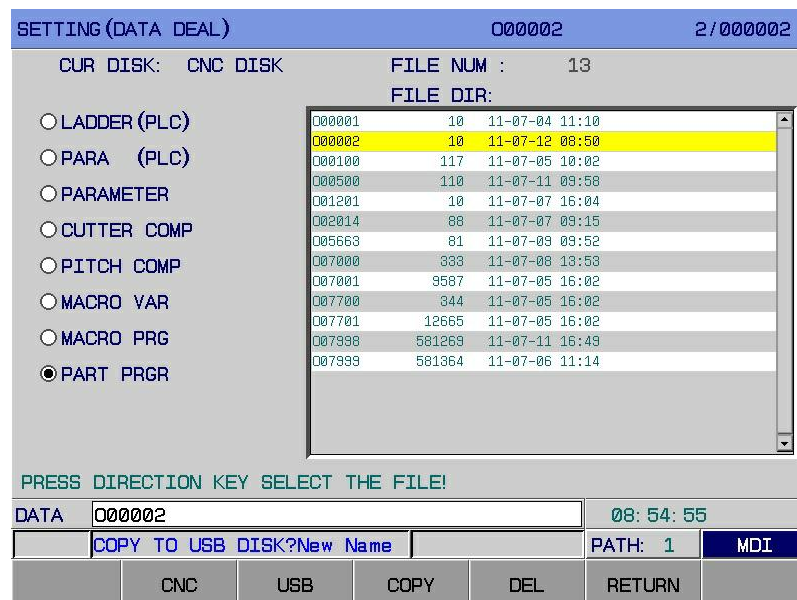 SETTING(DATA DEAL) O00002 2/000002
CUR DISK: CNC DISK FILE NUM : 13
FILE DIR:
LADDER(PLC)
PARA (PLC)
PARAMETER
CUTTER COMP
PITCH COMP
MACRO VAR
MACRO PRG
PART PRGR
O00001 10 11-07-04 11:10
O00002 10 11-07-12 08:50
O00100 117 11-07-05 10:02
O00500 110 11-07-11 09:58
O01201 10 11-07-07 16:04
O02014 88 11-07-07 09:15
O05663 81 11-07-09 09:52
O07000 333 11-07-08 13:53
O07001 9587 11-07-05 16:02
O07700 344 11-07-05 16:02
O07701 12665 11-07-05 16:02
O07998 581269 11-07-11 16:49
O07999 581364 11-07-06 11:14
PRESS DIRECTION KEY SELECT THE FILE!
DATA O00002 08:54:55
COPY TO USB DISK?New Name PATH: 1 MDI
CNC USB COPY DEL RETURN